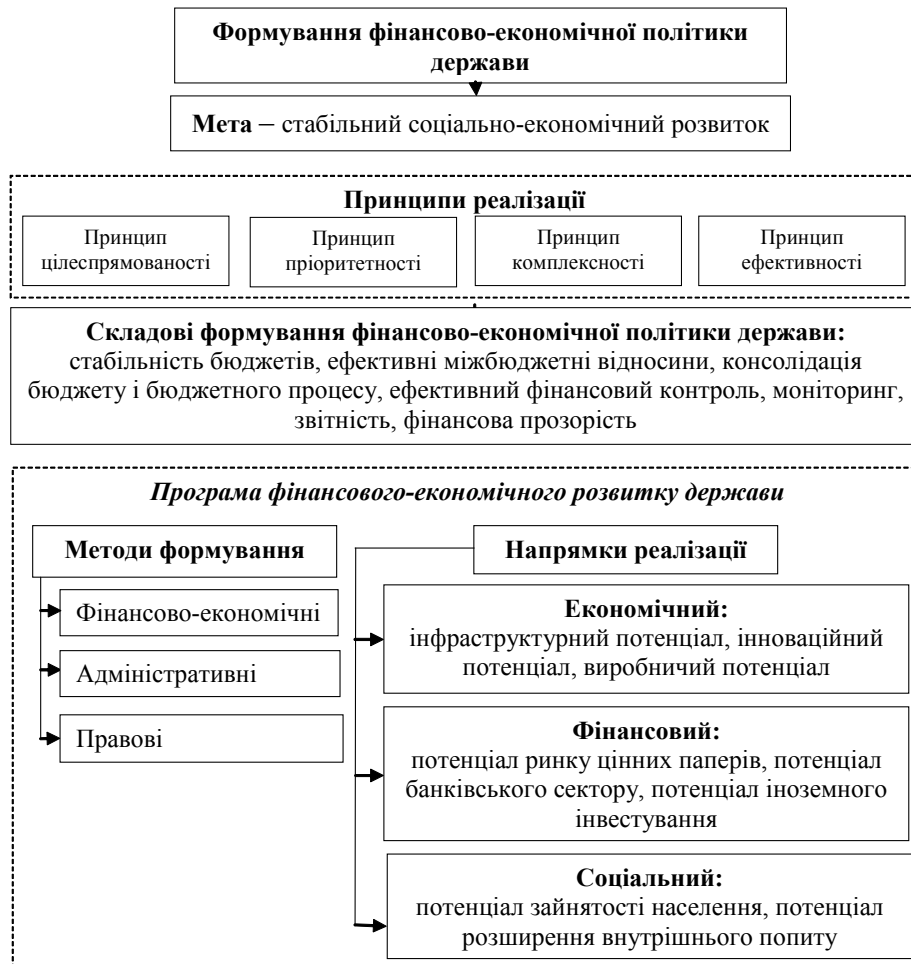 Формування фінансово-економічної політики
держави
Мета – стабільний соціально-економічний розвиток
Принципи реалізації
Принцип
цілеспрямованості
Принцип
пріоритетності
Принцип
комплексності
Принцип
ефективності
Складові формування фінансово-економічної політики держави:
стабільність бюджетів, ефективні міжбюджетні відносини, консолідація
бюджету і бюджетного процесу, ефективний фінансовий контроль, моніторинг,
звітність, фінансова прозорість
Програма фінансового-економічного розвитку держави
Методи формування
Фінансово-економічні
Адміністративні
Правові
Напрямки реалізації
Економічний:
інфраструктурний потенціал, інноваційний
потенціал, виробничий потенціал
Фінансовий:
потенціал ринку цінних паперів, потенціал
банківського сектору, потенціал іноземного
інвестування
Соціальний:
потенціал зайнятості населення, потенціал
розширення внутрішнього попиту